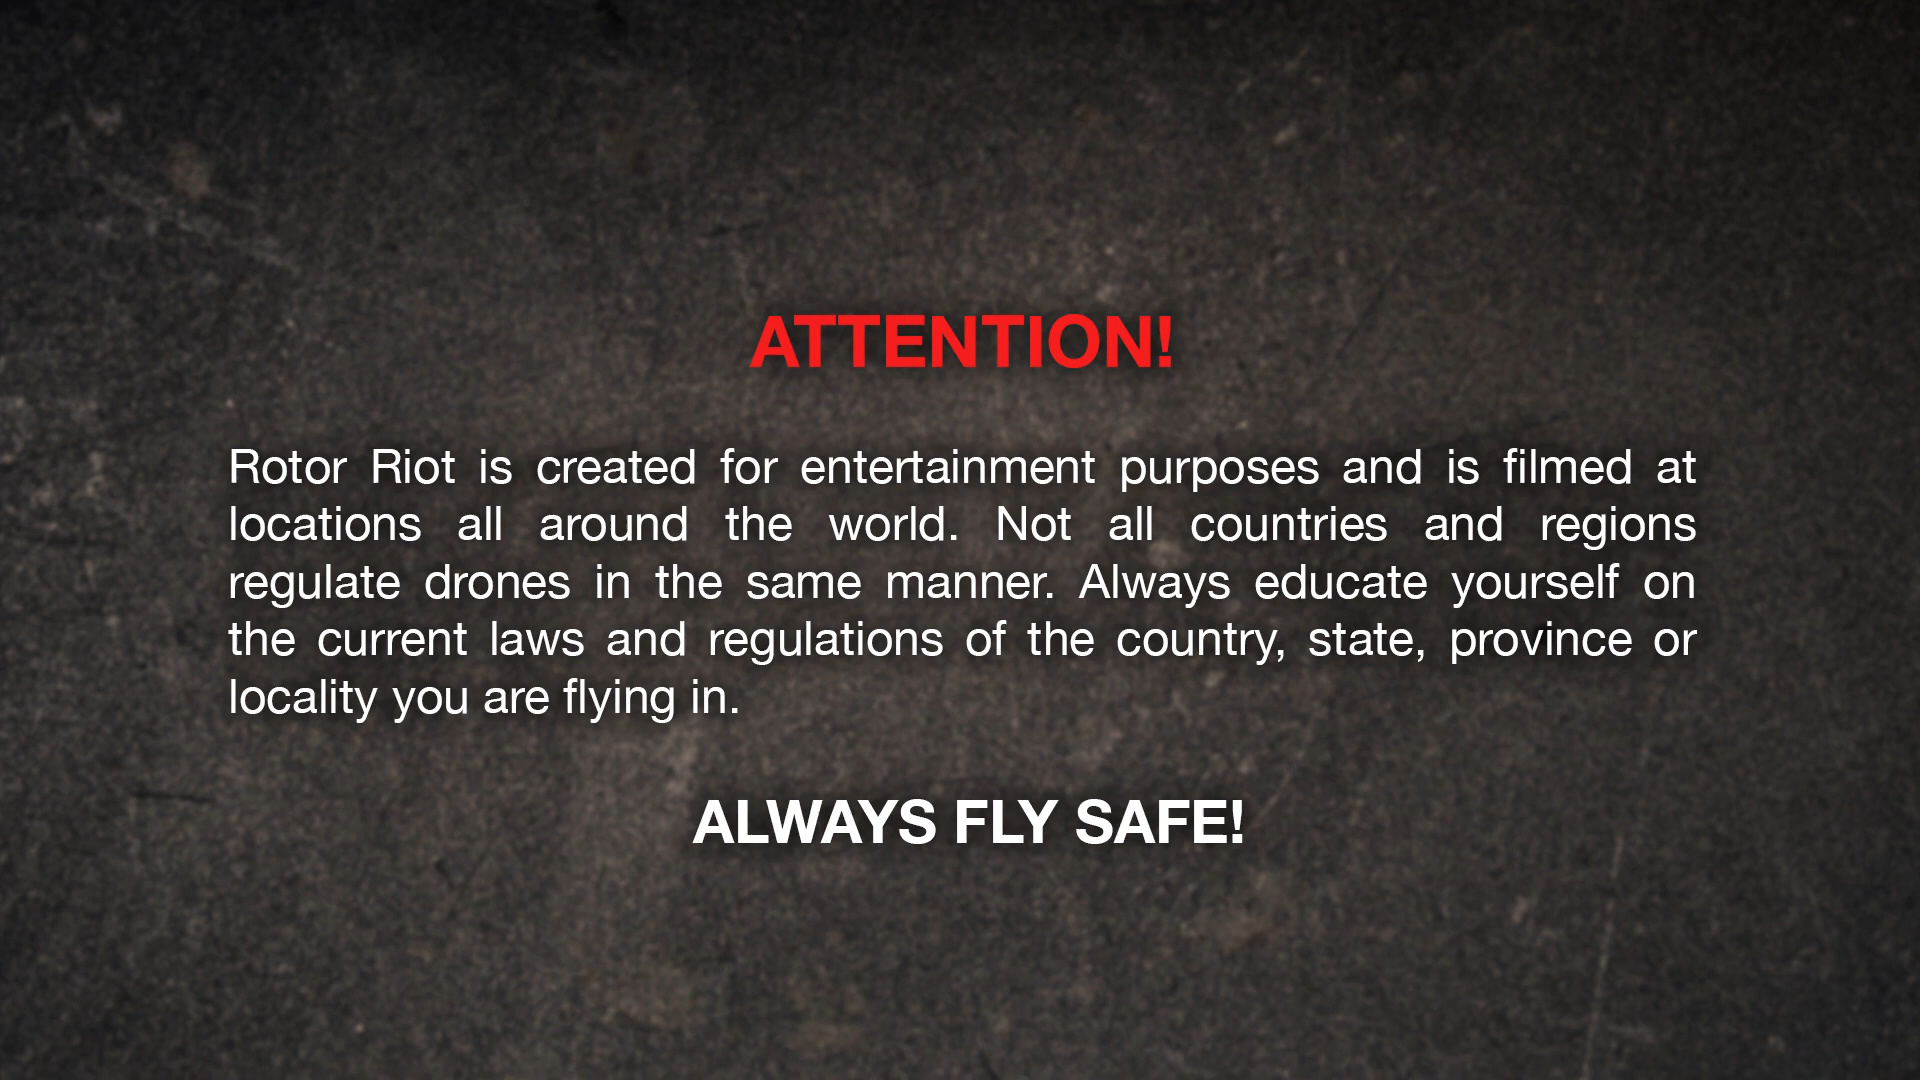 ATTENTION!
Rotor Riot is created for entertainment purposes and is filmed at
locations all around the world. Not all countries and regions
regulate drones in the same manner. Always educate yourself on
the current laws and regulations of the country, state, province or
locality you are flying in.
ALWAYS FLY SAFE!